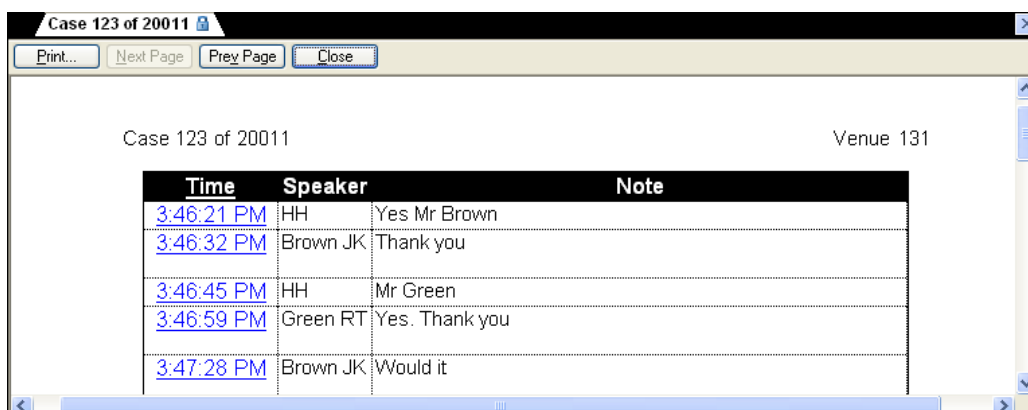 Case 123 of 20011
Print... Next Page Prev Page Close
Case 123 of 20011 Venue 131
Time Speaker Note
3:46:21 PM HH Yes Mr Brown
3:46:32 PM Brown JK Thank you
3:46:45 PM HH Mr Green
3:46:59 PM Green RT Yes. Thank you
3:47:28 PM Brown JK Would it